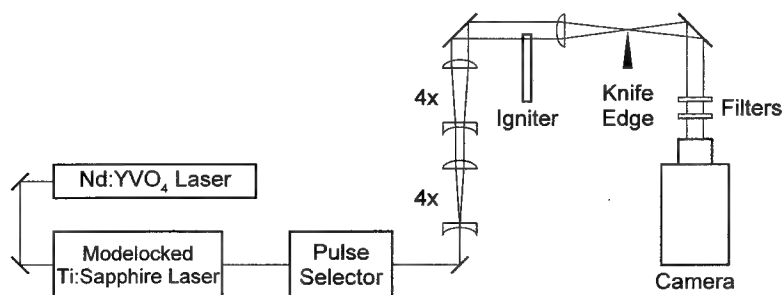 4x
4x
Igniter
Knife
Edge
Filters
Nd:YVO₄ Laser
Modelocked
Ti:Sapphire Laser
Pulse
Selector
Camera